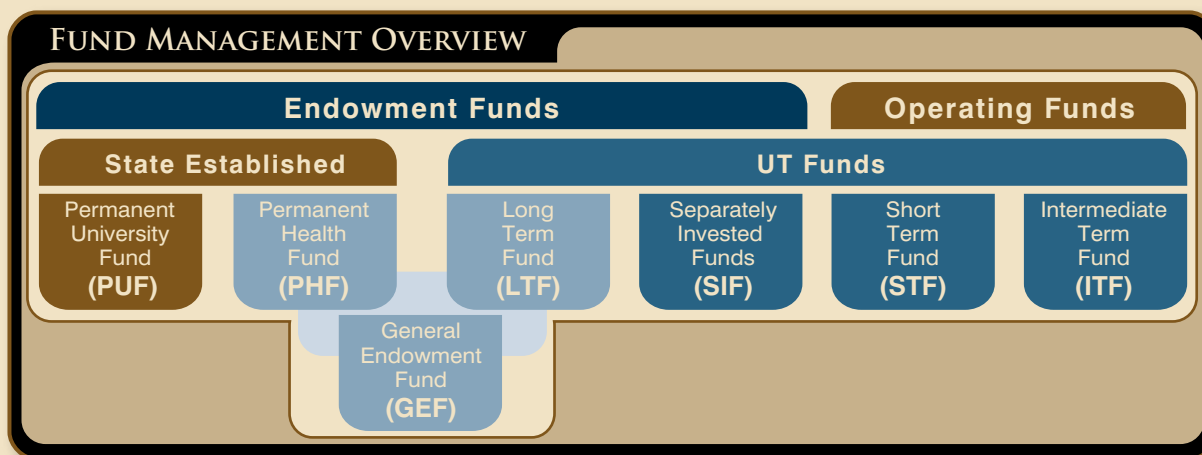 Fund Management Overview
Endowment Funds
Operating Funds
State Established
UT Funds
Permanent
University
Fund
(PUF)
Permanent
Health
Fund
(PHF)
Long
Term
Fund
(LTF)
Separately
Invested
Funds
(SIF)
Short
Term
Fund
(STF)
Intermediate
Term
Fund
(ITF)
General
Endowment
Fund
(GEF)